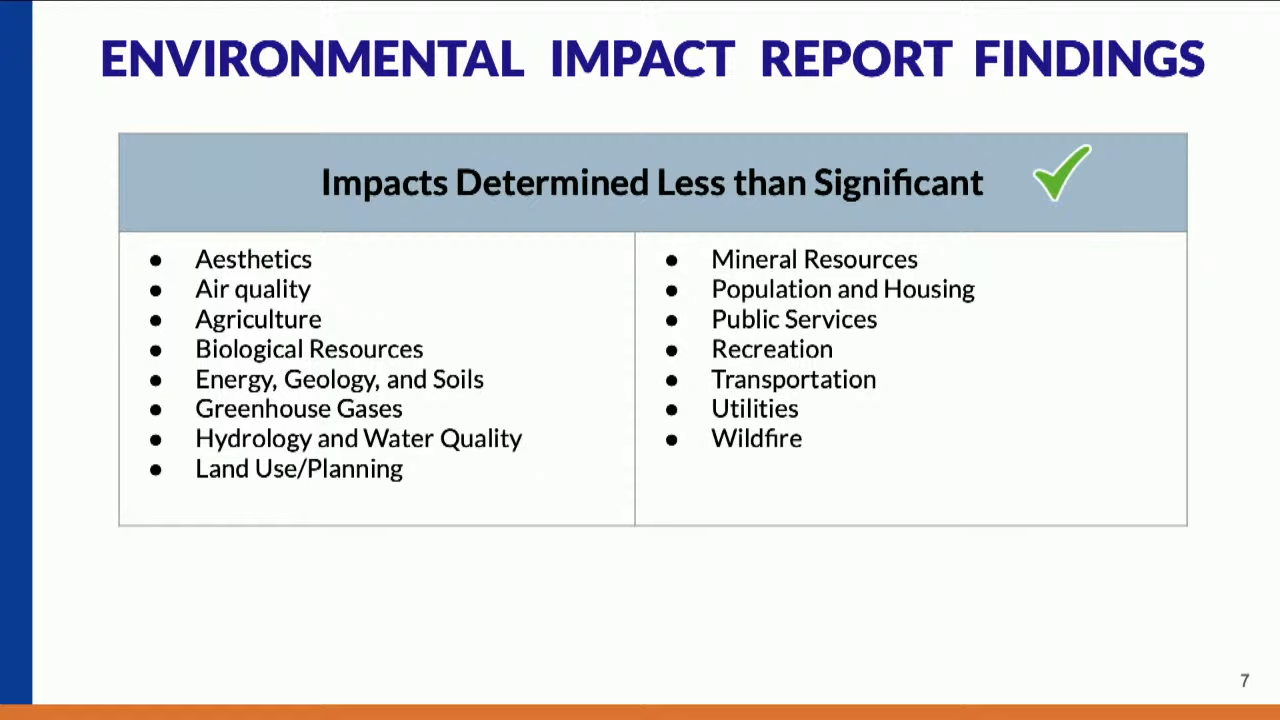 ENVIRONMENTAL IMPACT REPORT FINDINGS
Impacts Determined Less than Significant
● Aesthetics
● Air quality
● Agriculture
● Biological Resources
● Energy, Geology, and Soils
● Greenhouse Gases
● Hydrology and Water Quality
● Land Use/Planning
● Mineral Resources
● Population and Housing
● Public Services
● Recreation
● Transportation
● Utilities
● Wildfire
7